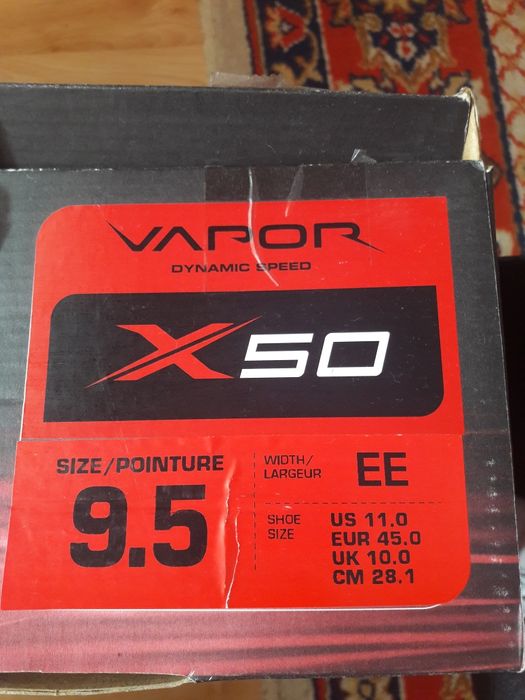 VAPOR
DYNAMIC SPEED
X50
SIZE/POINTURE
9.5
WIDTH/
LARGEUR
EE
SHOE
SIZE
US 11.0
EUR 45.0
UK 10.0
CM 28.1